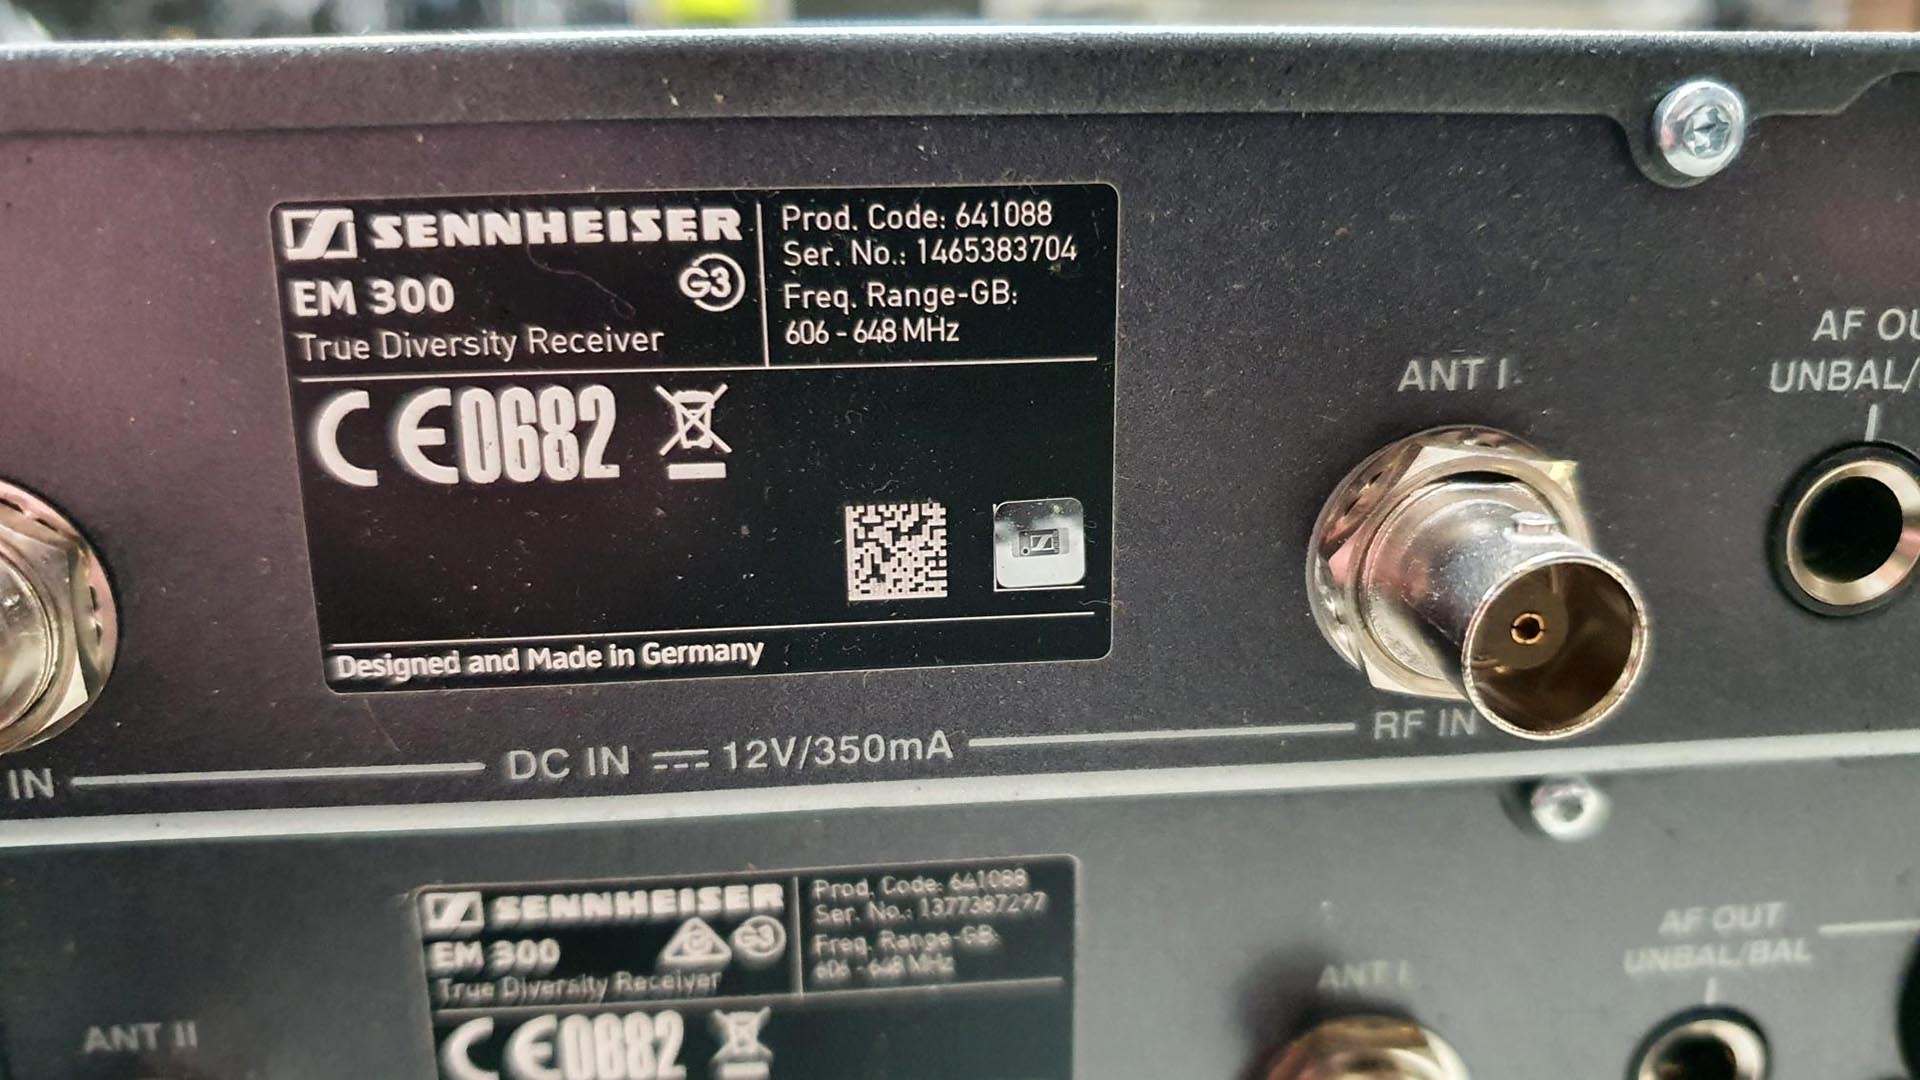 SENNHEISER
G3
EM 300
True Diversity Receiver
Prod. Code: 641088
Ser. No.: 1465383704
Freq. Range-GB:
606 - 648 MHz
CE0682
Designed and Made in Germany
ANT I
AF OU
UNBAL/
IN
DC IN 12V/350mA
RF IN
SENNHEISER
G3
EM 300
True Diversity Receiver
Prod. Code: 641088
Ser. No.: 1377387297
Freq. Range-GB:
606 - 648 MHz
CE0682
ANT I
AF OUT
UNBAL/BAL
ANT II